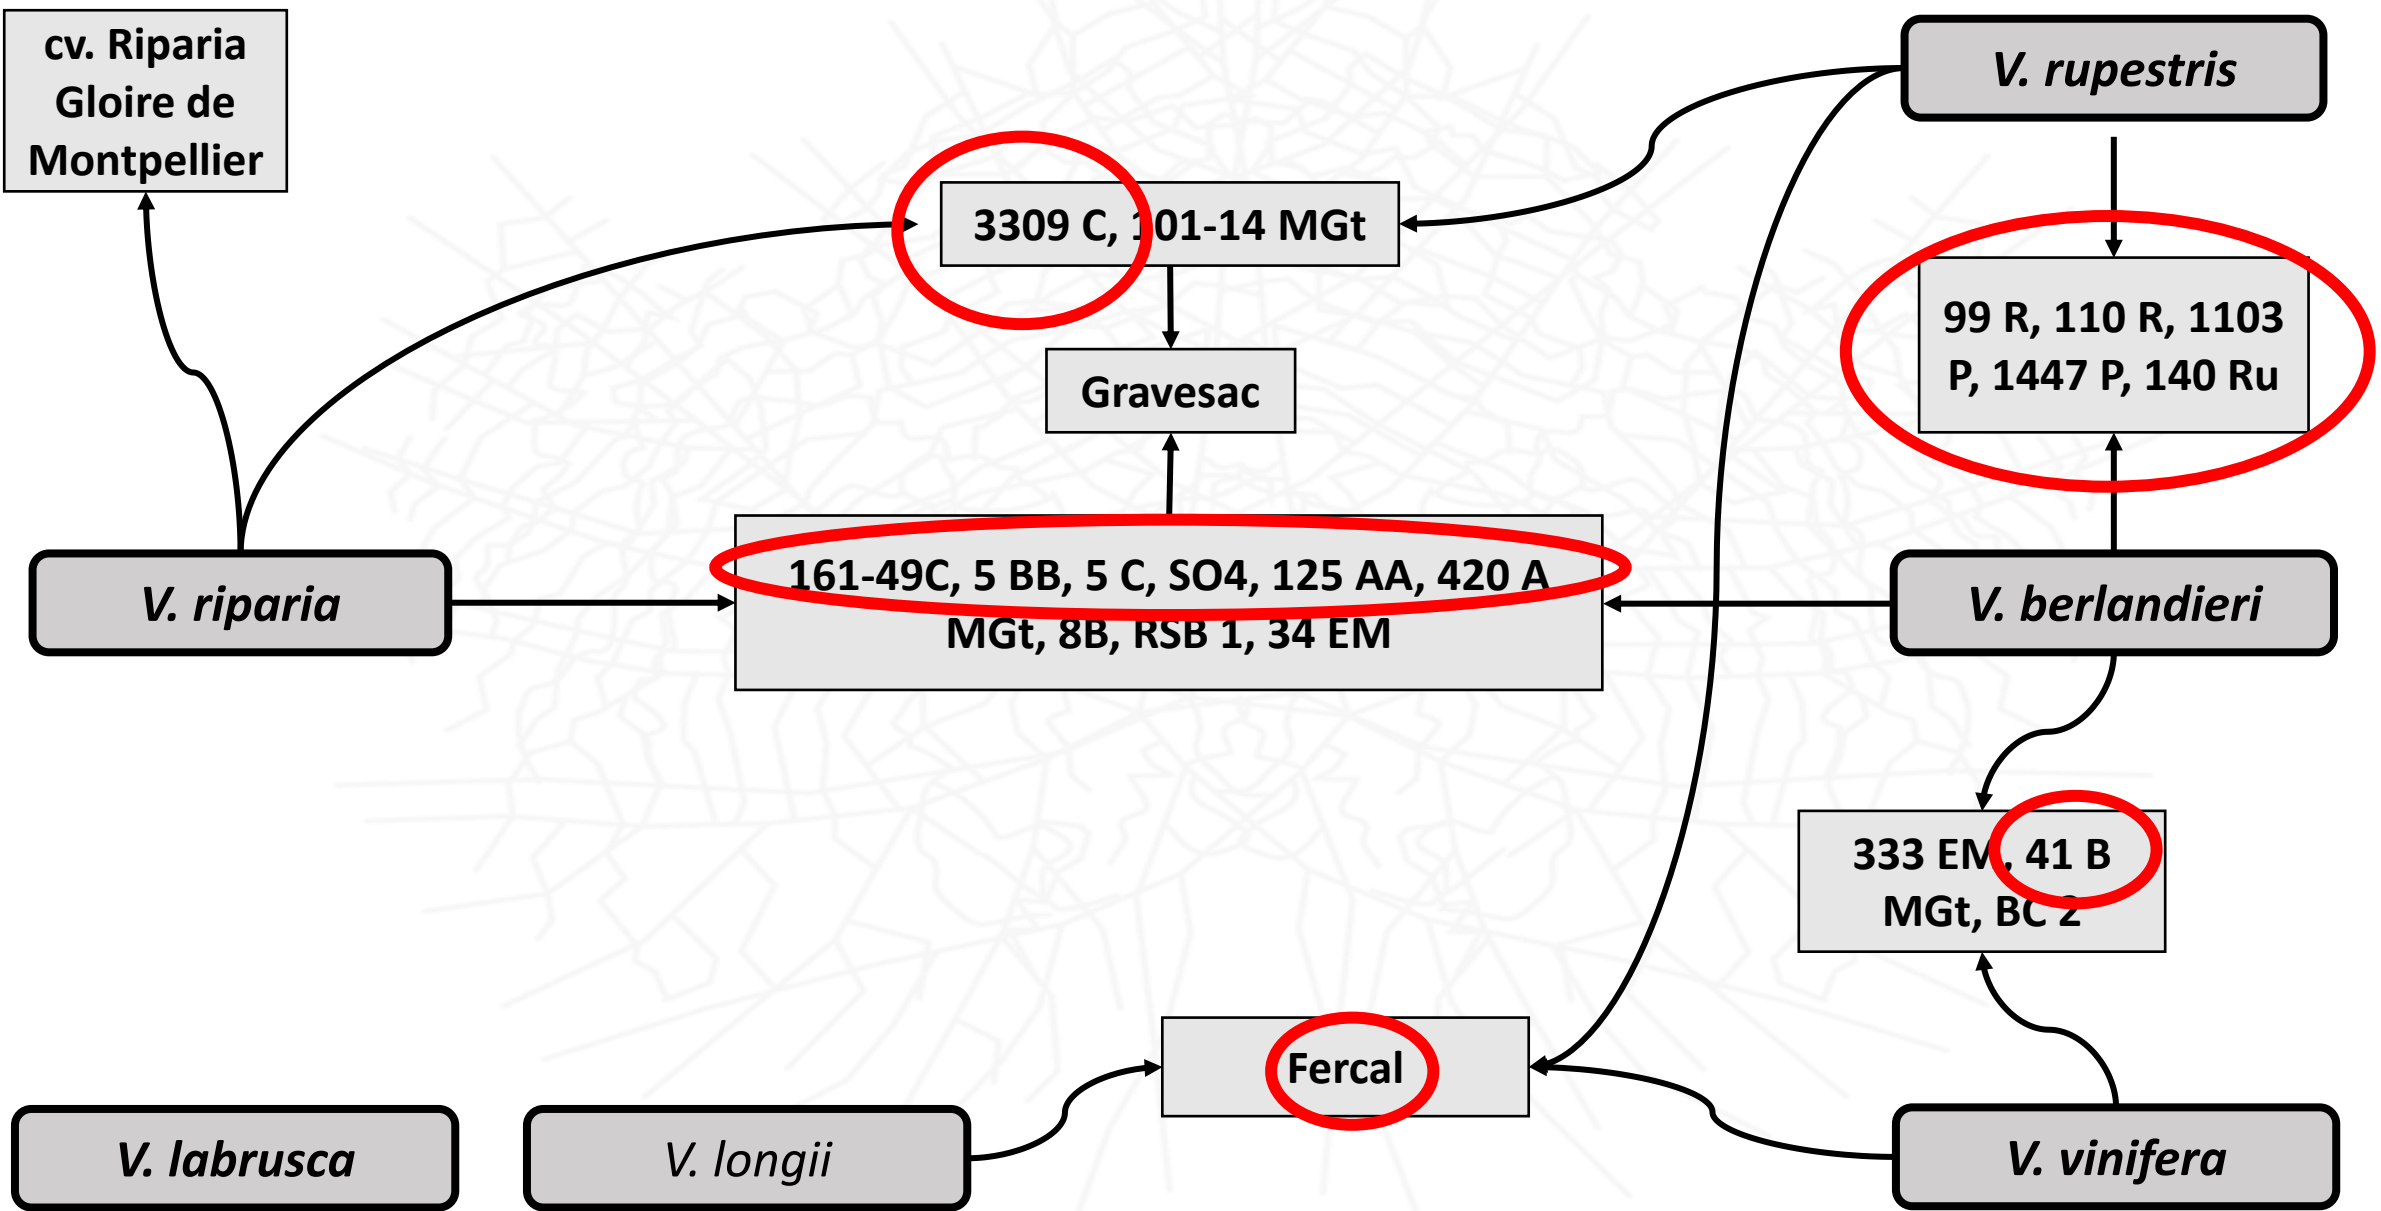 cv. Riparia
Gloire de
Montpellier
V. rupestris
3309 C, 101-14 MGt
99 R, 110 R, 1103
P, 1447 P, 140 Ru
Gravesac
V. riparia
161-49C, 5 BB, 5 C, SO4, 125 AA, 420 A
MGt, 8B, RSB 1, 34 EM
V. berlandieri
333 EM, 41 B
MGt, BC 2
Fercal
V. labrusca
V. longii
V. vinifera